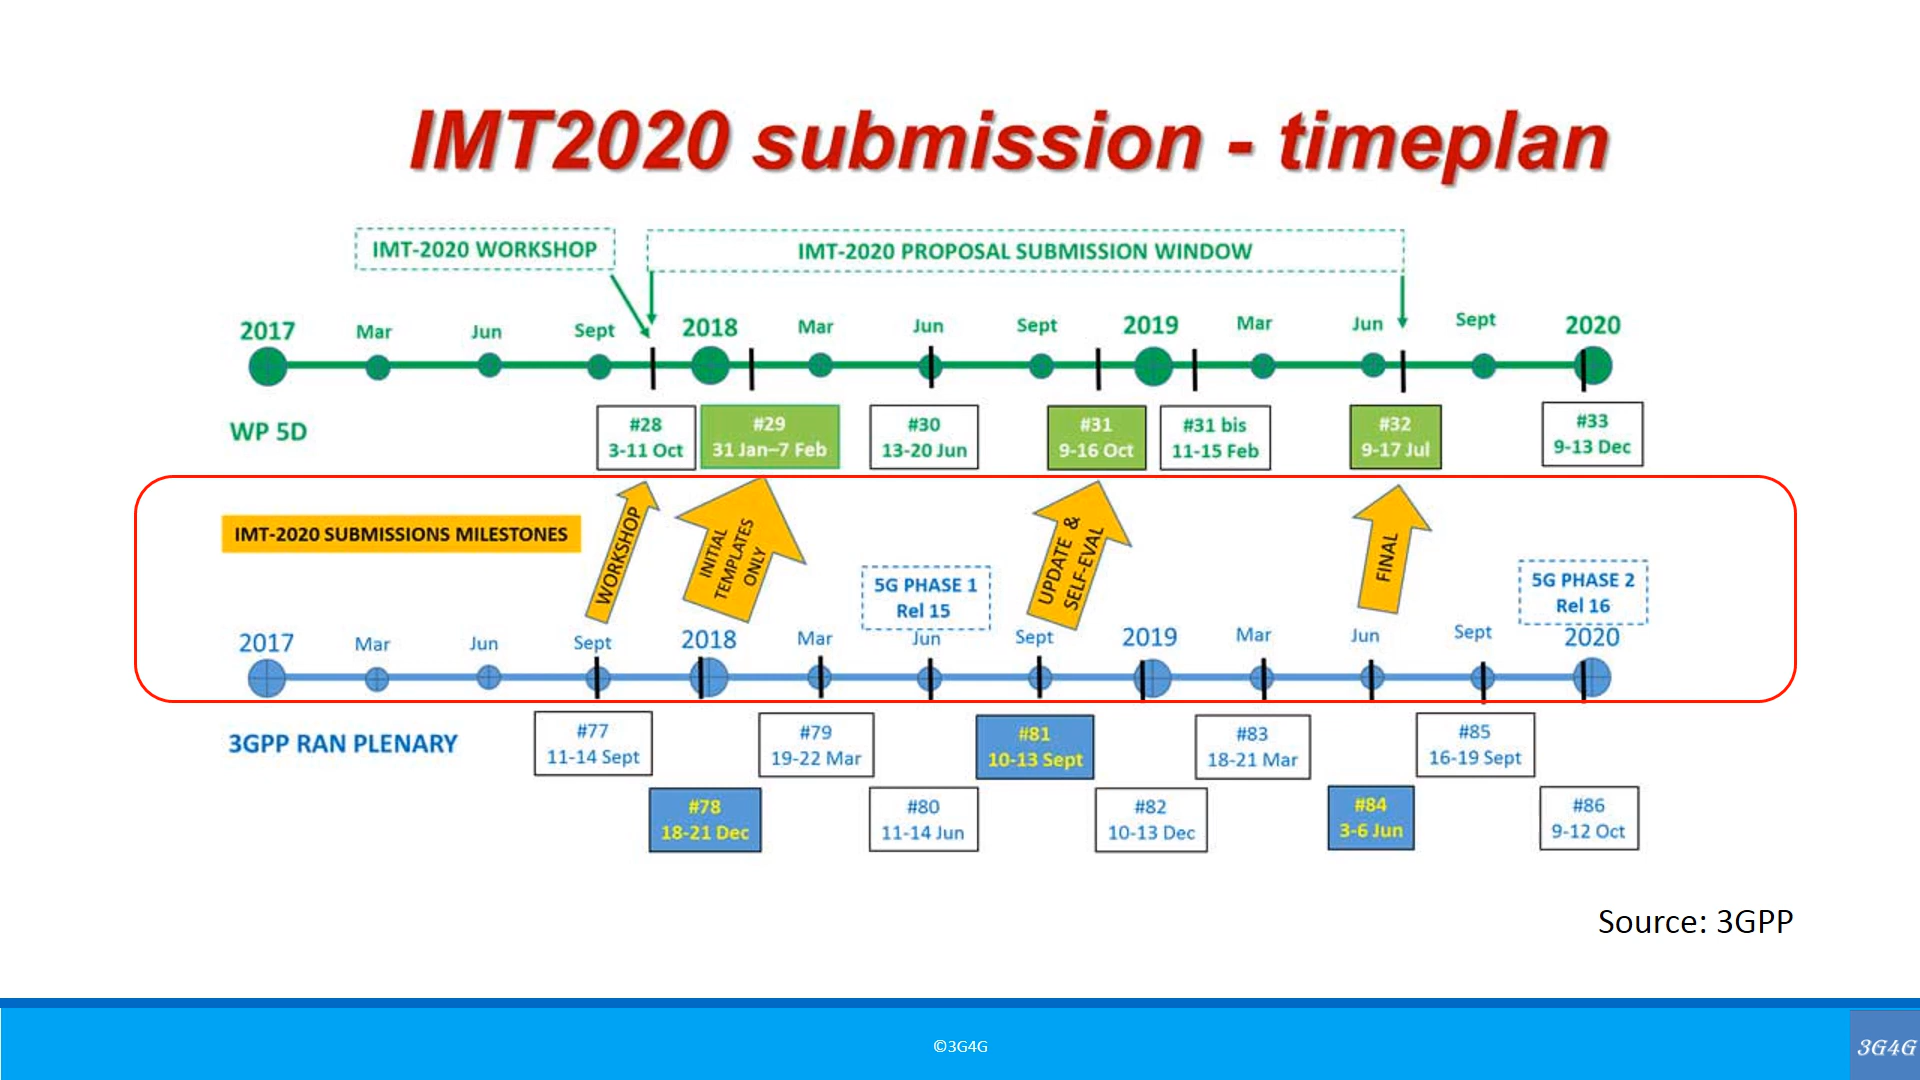 IMT2020 submission - timeplan
IMT-2020 WORKSHOP
IMT-2020 PROPOSAL SUBMISSION WINDOW
2017
Mar
Jun
Sept
2018
Mar
Jun
Sept
2019
Mar
Jun
Sept
2020
WP 5D
#28
3-11 Oct
#29
31 Jan–7 Feb
#30
13-20 Jun
#31
9-16 Oct
#31 bis
11-15 Feb
#32
9-17 Jul
#33
9-13 Dec
IMT-2020 SUBMISSIONS MILESTONES
WORKSHOP
INITIAL
TEMPLATES
ONLY
5G PHASE 1
Rel 15
UPDATE &
SELF-EVAL
FINAL
5G PHASE 2
Rel 16
2017
Mar
Jun
Sept
2018
Mar
Jun
Sept
2019
Mar
Jun
Sept
2020
3GPP RAN PLENARY
#77
11-14 Sept
#78
18-21 Dec
#79
19-22 Mar
#80
11-14 Jun
#81
10-13 Sept
#82
10-13 Dec
#83
18-21 Mar
#84
3-6 Jun
#85
16-19 Sept
#86
9-12 Oct
Source: 3GPP
©3G4G
3G4G